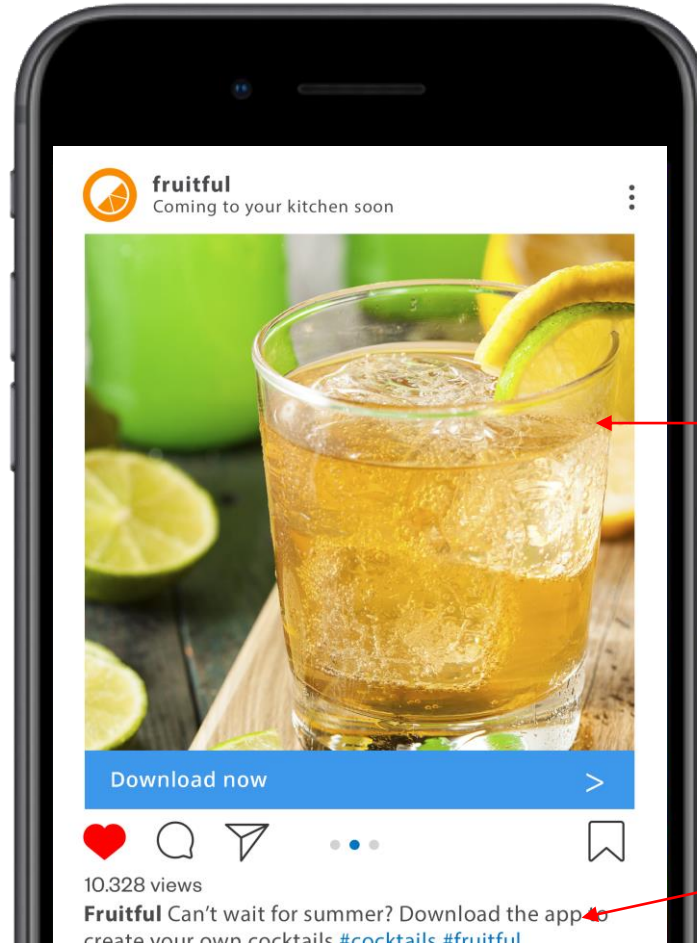 fruitful
Coming to your kitchen soon
Download now >
10.328 views
Fruitful Can't wait for summer? Download the app to
create your own cocktails #cocktails #fruitful